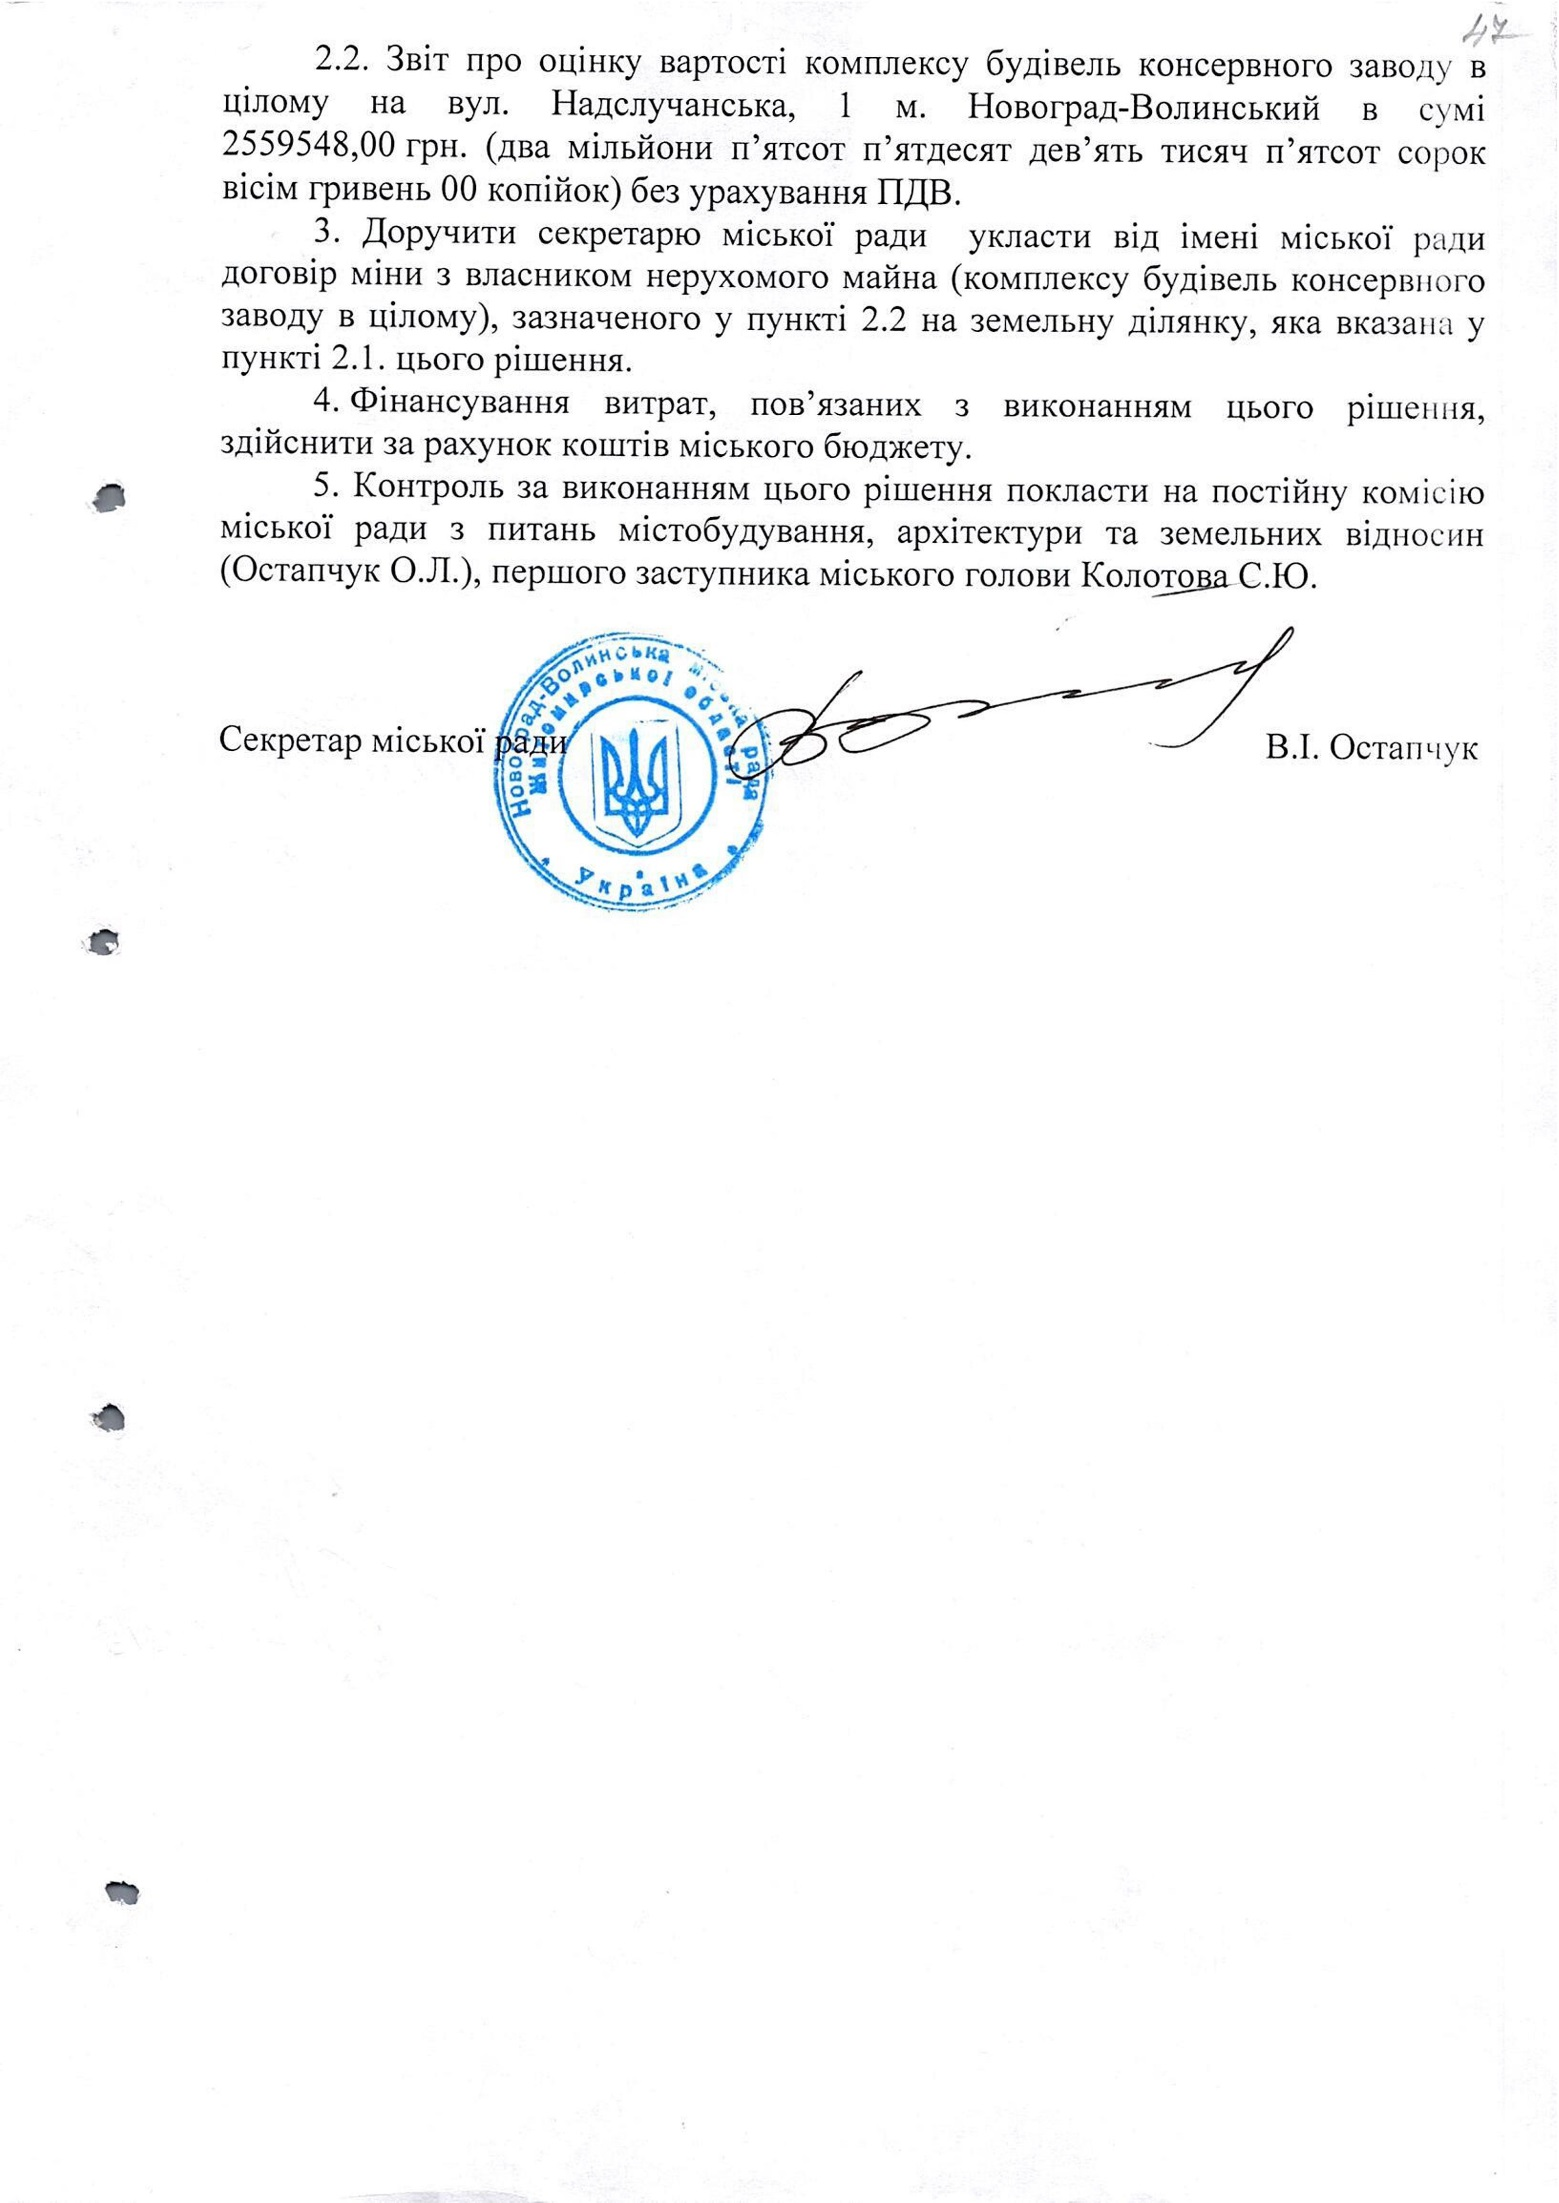 47
2.2. Звіт про оцінку вартості комплексу будівель консервного заводу в
цілому на вул. Надслучанська, 1 м. Новоград-Волинський в сумі
2559548,00 грн. (два мільйони п’ятсот п’ятдесят дев’ять тисяч п’ятсот сорок
вісім гривень 00 копійок) без урахування ПДВ.
3. Доручити секретарю міської ради укласти від імені міської ради
договір міни з власником нерухомого майна (комплексу будівель консервного
заводу в цілому), зазначеного у пункті 2.2 на земельну ділянку, яка вказана у
пункті 2.1. цього рішення.
4. Фінансування витрат, пов’язаних з виконанням цього рішення,
здійснити за рахунок коштів міського бюджету.
5. Контроль за виконанням цього рішення покласти на постійну комісію
міської ради з питань містобудування, архітектури та земельних відносин
(Остапчук О.Л.), першого заступника міського голови Колотова С.Ю.
Новоград-Волинська міська рада
Житомирської області
Україна
Секретар міської ради В.І. Остапчук